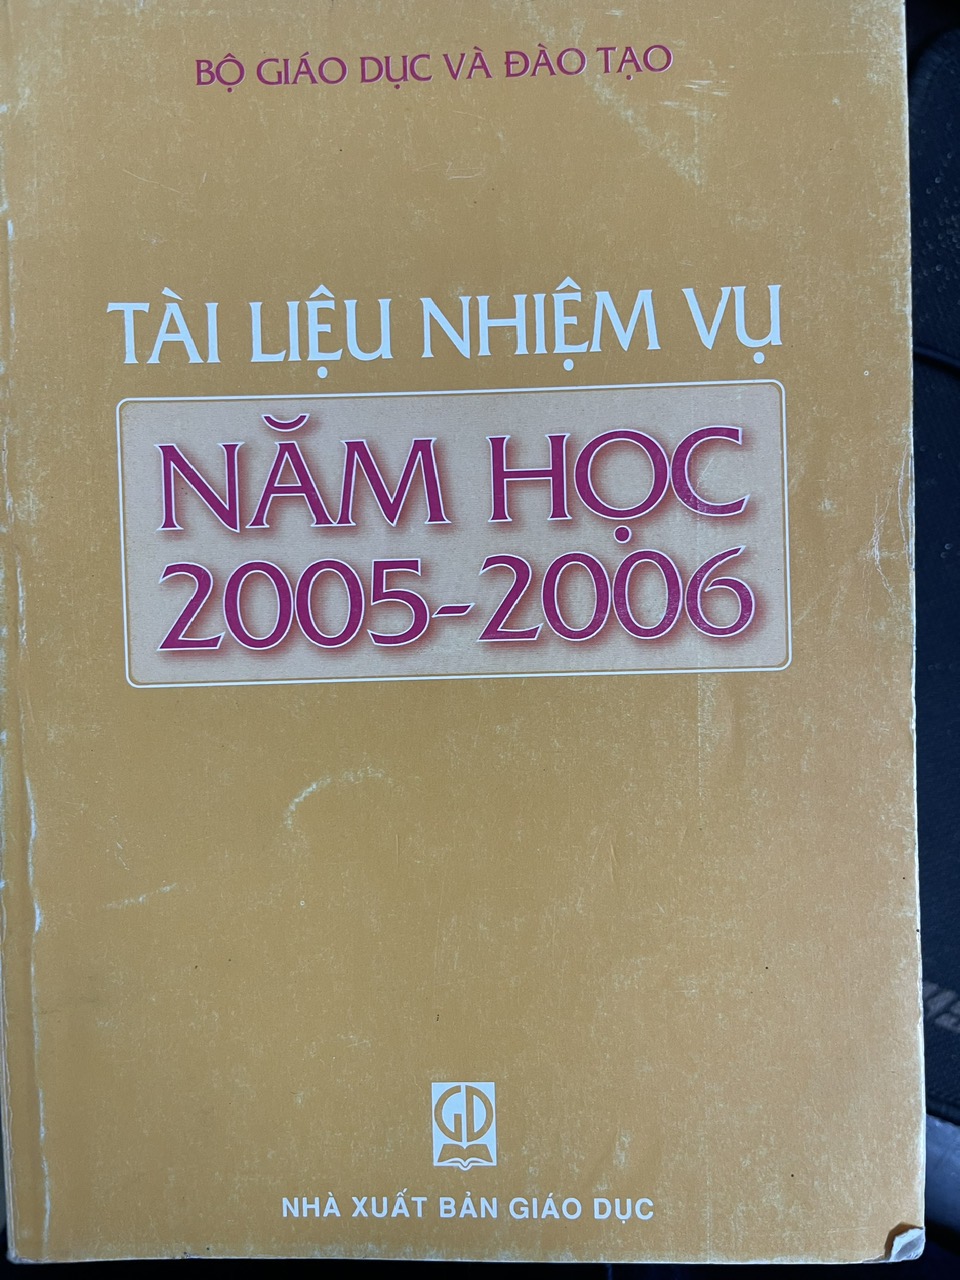 BỘ GIÁO DỤC VÀ ĐÀO TẠO
TÀI LIỆU NHIỆM VỤ
NĂM HỌC
2005-2006
GD
NHÀ XUẤT BẢN GIÁO DỤC